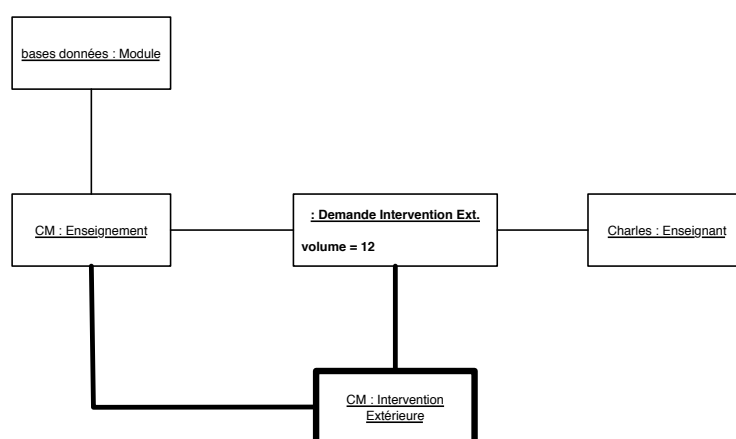 bases données : Module
CM : Enseignement
: Demande Intervention Ext.
volume = 12
Charles : Enseignant
CM : Intervention
Extérieure